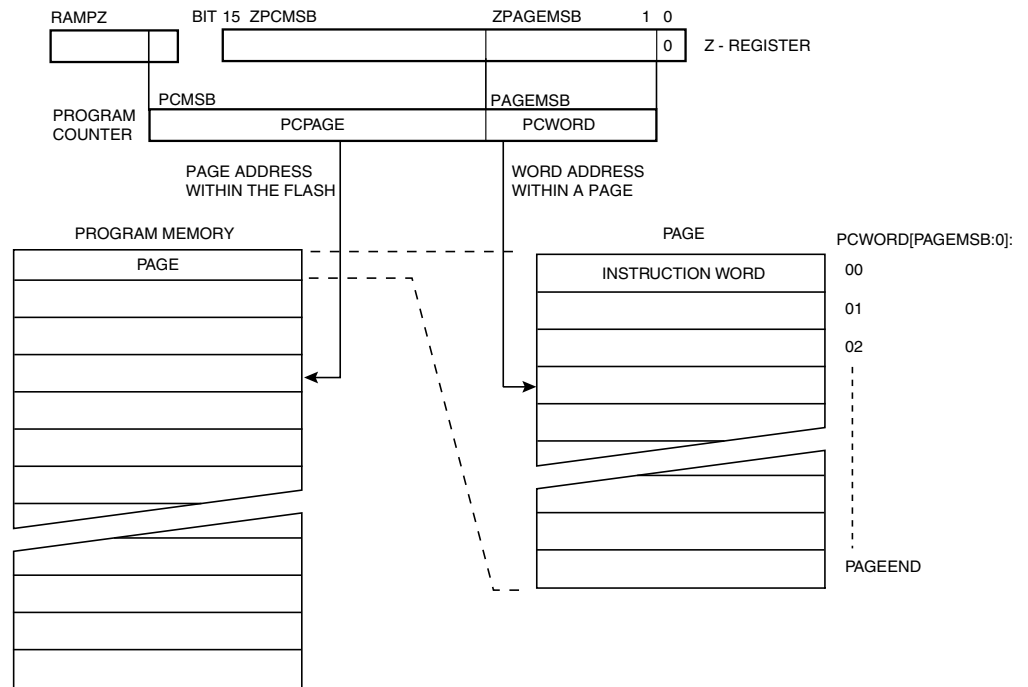 RAMPZ
BIT 15 ZPCMSB ZPAGEMSB 1 0
0 Z - REGISTER
PCMSB PAGEMSB
PROGRAM
COUNTER
PCPAGE PCWORD
PAGE ADDRESS
WITHIN THE FLASH
WORD ADDRESS
WITHIN A PAGE
PROGRAM MEMORY
PAGE
PAGE
PCWORD[PAGEMSB:0]:
INSTRUCTION WORD
00
01
02
PAGEEND